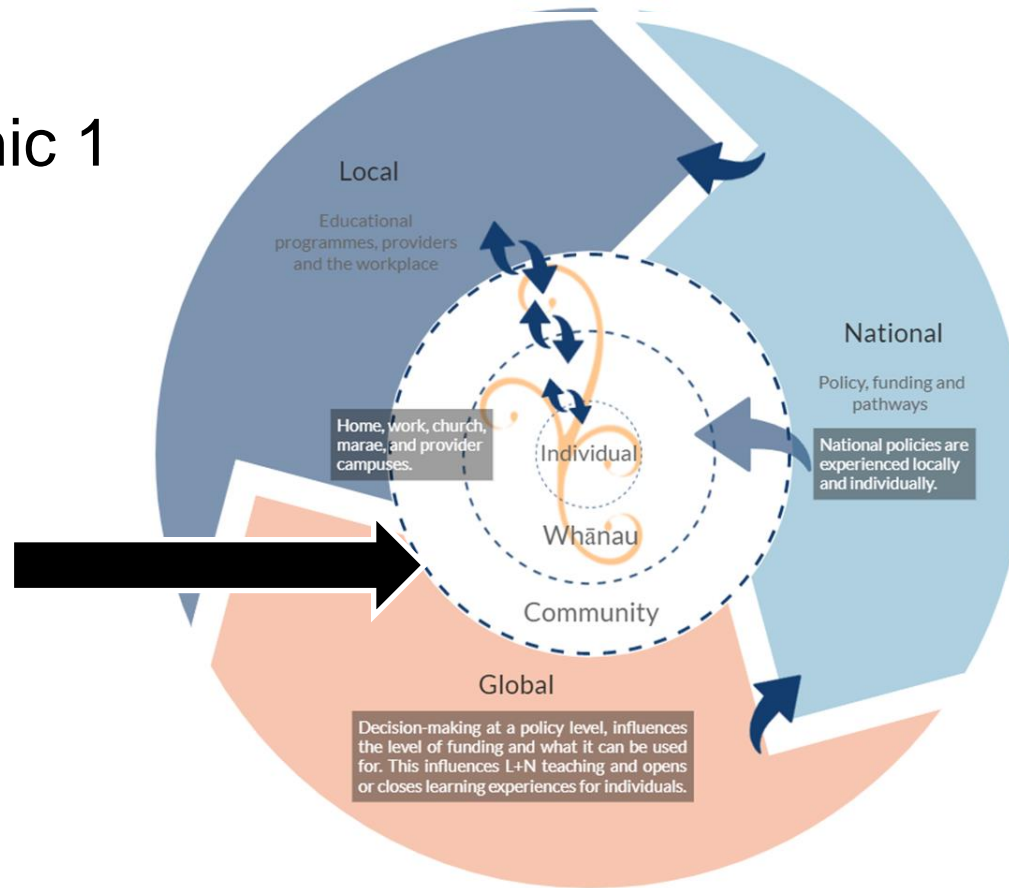 Local
Educational
programmes, providers
and the workplace
National
Policy, funding and
pathways
National policies are
experienced locally
and individually.
Home, work, church,
marae, and provider
campuses.
Individual
Whānau
Community
Global
Decision-making at a policy level, influences
the level of funding and what it can be used
for. This influences L+N teaching and opens
or closes learning experiences for individuals.